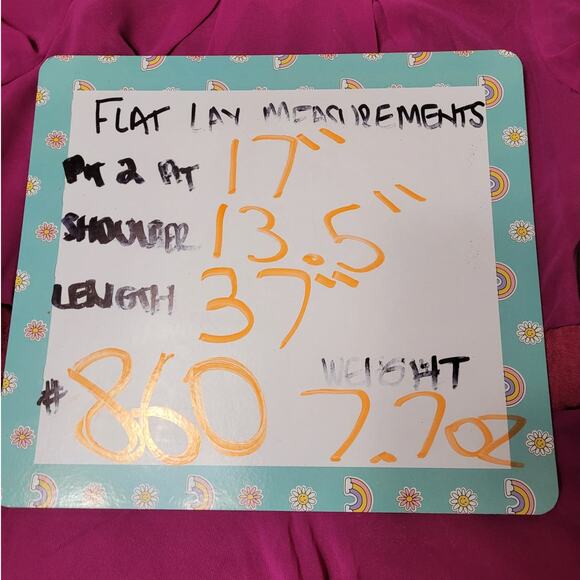 FLAT LAY MEASUREMENTS
Pit 2 Pit 17"
SHOULDER 13.5"
LENGTH 37"
# 860 WEIGHT 7.7oz